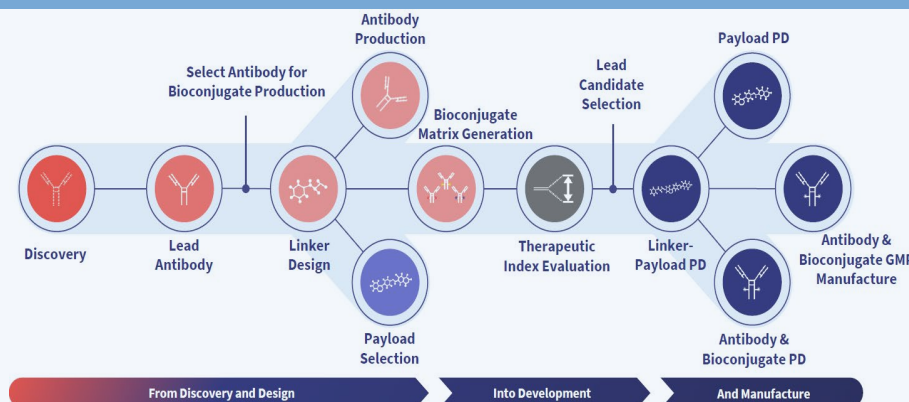 Antibody
Production
Payload PD
Select Antibody for
Bioconjugate Production
Lead
Candidate
Selection
Bioconjugate
Matrix Generation
Discovery
Lead
Antibody
Linker
Design
Therapeutic
Index Evaluation
Linker-
Payload PD
Antibody &
Bioconjugate GMP
Manufacture
Payload
Selection
Antibody &
Bioconjugate PD
From Discovery and Design
Into Development
And Manufacture